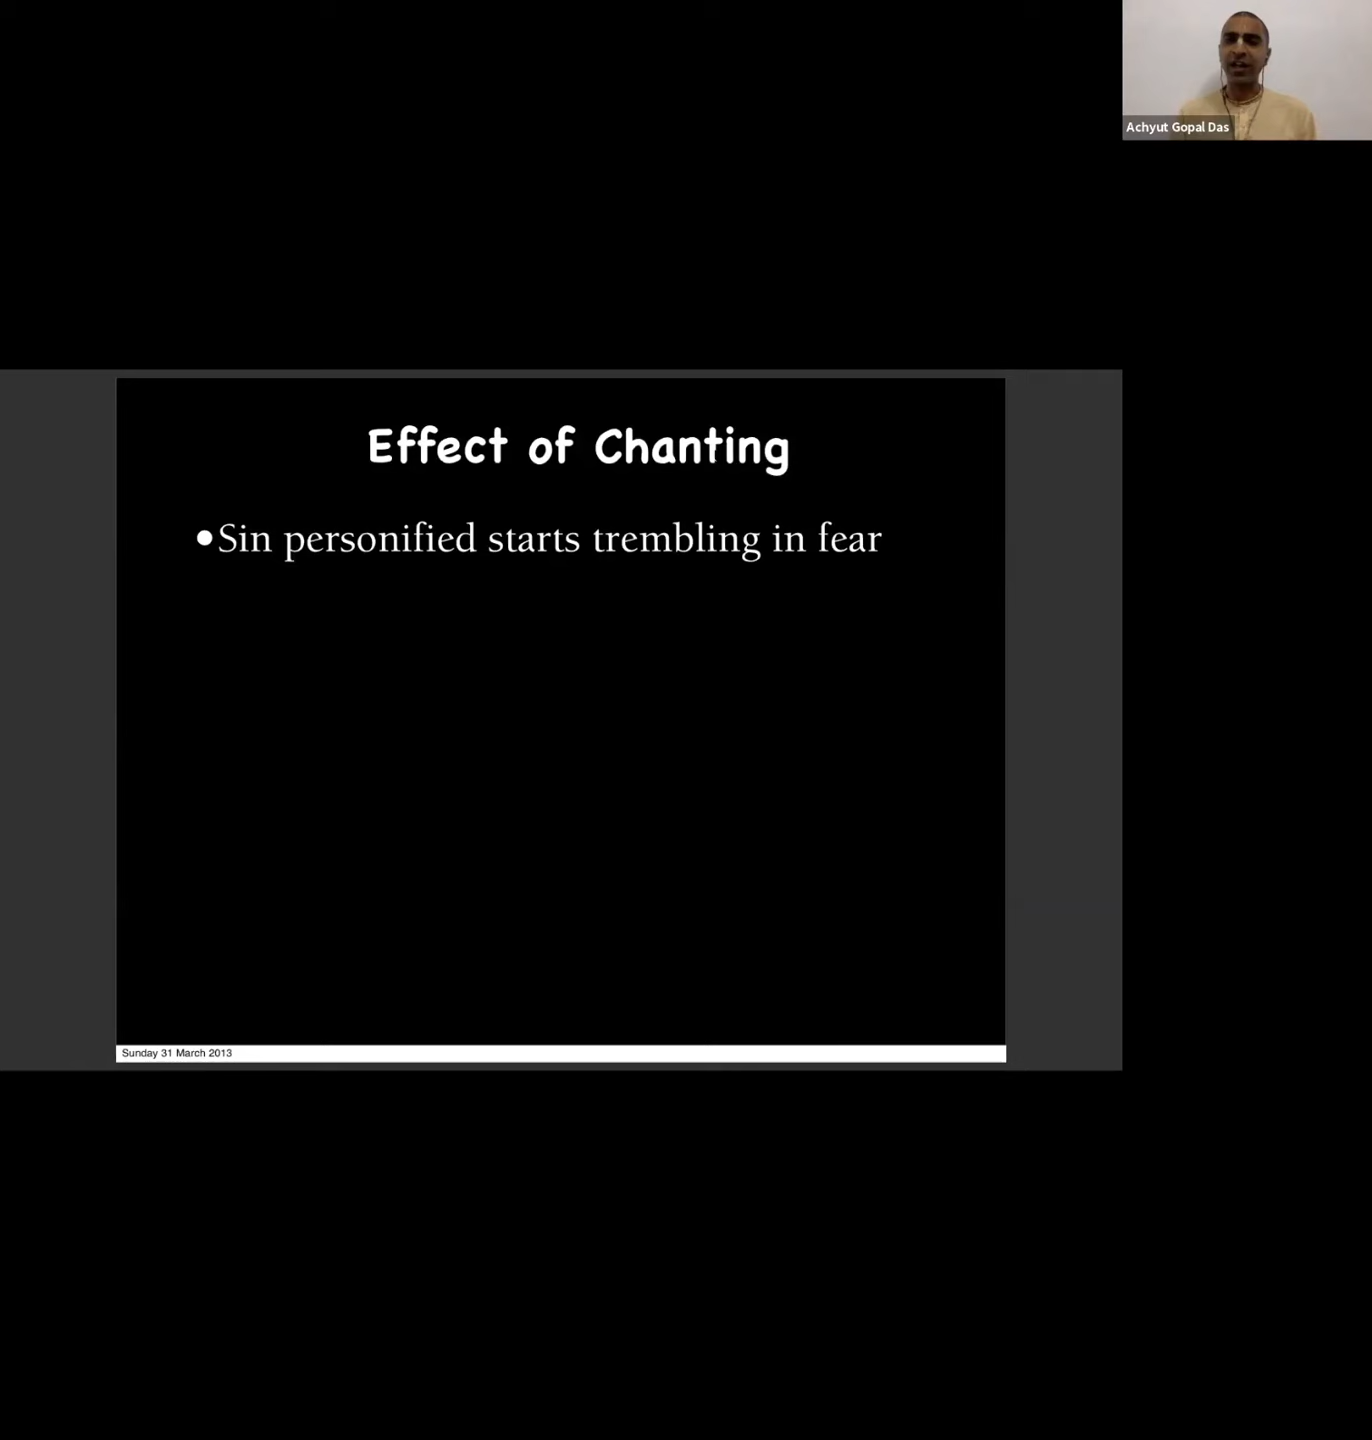 Achyut Gopal Das
Effect of Chanting
•Sin personified starts trembling in fear
Sunday 31 March 2013